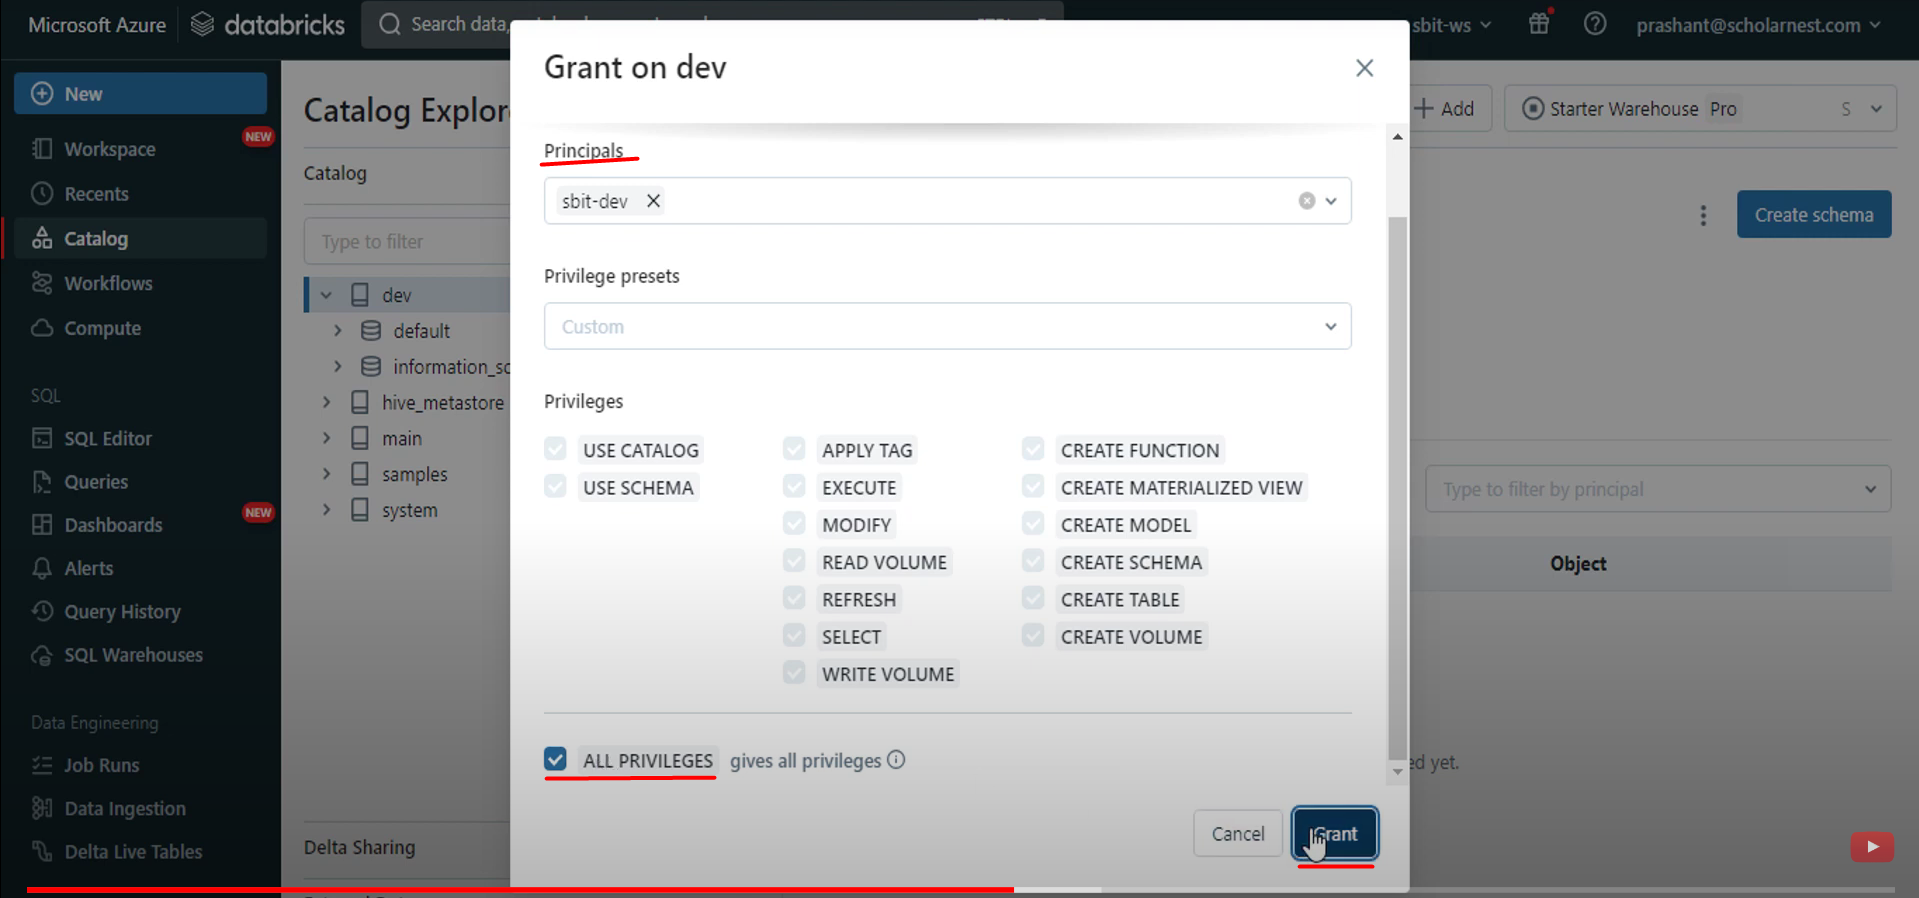 Microsoft Azure databricks Search data,
sbit-ws prashant@scholarnest.com
New
Workspace NEW
Recents
Catalog
Workflows
Compute
SQL
SQL Editor
Queries
Dashboards NEW
Alerts
Query History
SQL Warehouses
Data Engineering
Job Runs
Data Ingestion
Delta Live Tables
Catalog Explor
Catalog
Type to filter
dev
default
information_sc
hive_metastore
main
samples
system
Delta Sharing
Grant on dev
Principals
sbit-dev
Privilege presets
Custom
Privileges
USE CATALOG APPLY TAG CREATE FUNCTION
USE SCHEMA EXECUTE CREATE MATERIALIZED VIEW
MODIFY CREATE MODEL
READ VOLUME CREATE SCHEMA
REFRESH CREATE TABLE
SELECT CREATE VOLUME
WRITE VOLUME
ALL PRIVILEGES gives all privileges
Cancel Grant
Add Starter Warehouse Pro S
Create schema
Type to filter by principal
Object
ed yet.